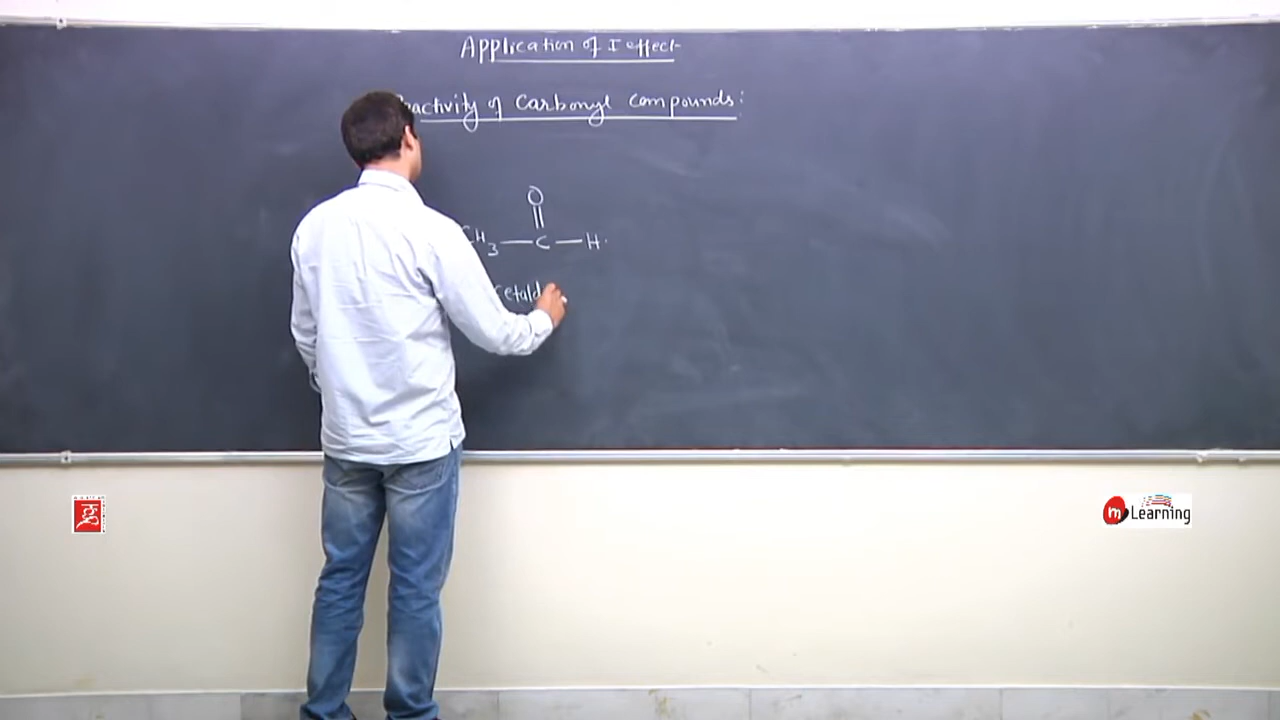 Application of I effect
Reactivity of Carbonyl Compounds:
O
CH3 — C — H
cetald
m Learning